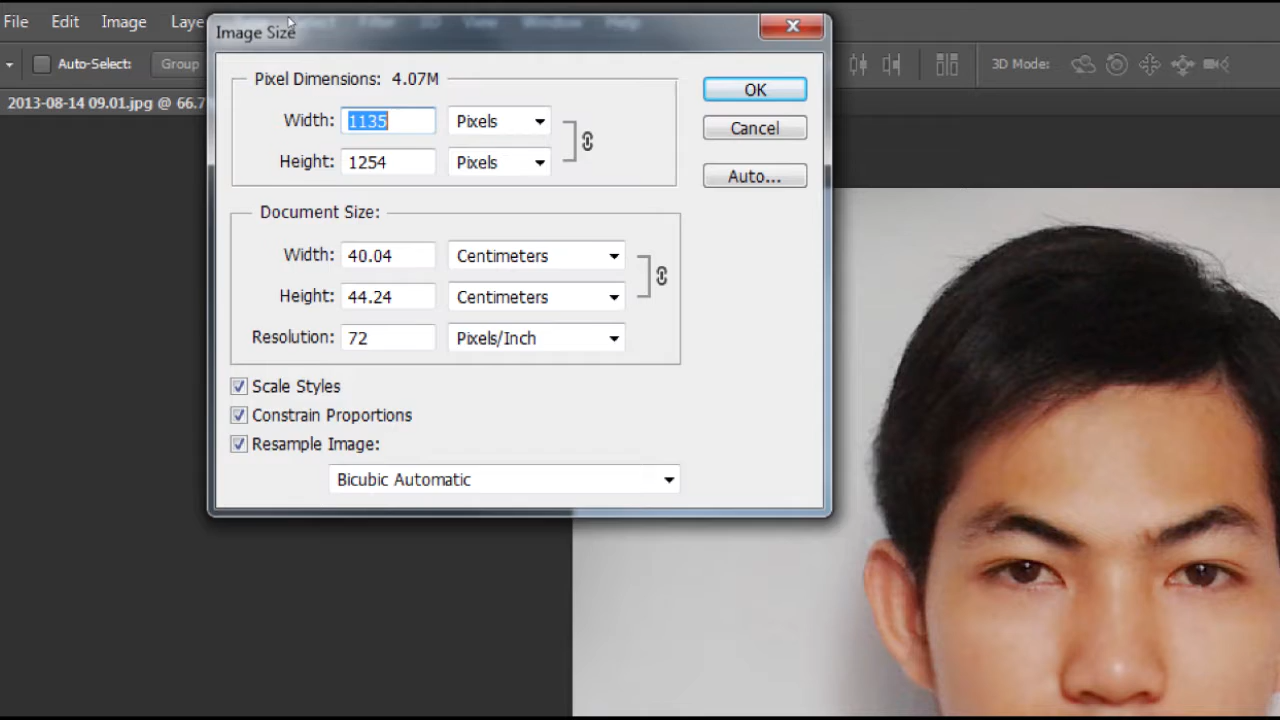 File Edit Image Laye
Image Size
Auto-Select: Group
3D Mode:
2013-08-14 09.01.jpg @ 66.7
Pixel Dimensions: 4.07M
Width: 1135 Pixels
Height: 1254 Pixels
OK
Cancel
Auto...
Document Size:
Width: 40.04 Centimeters
Height: 44.24 Centimeters
Resolution: 72 Pixels/Inch
Scale Styles
Constrain Proportions
Resample Image:
Bicubic Automatic